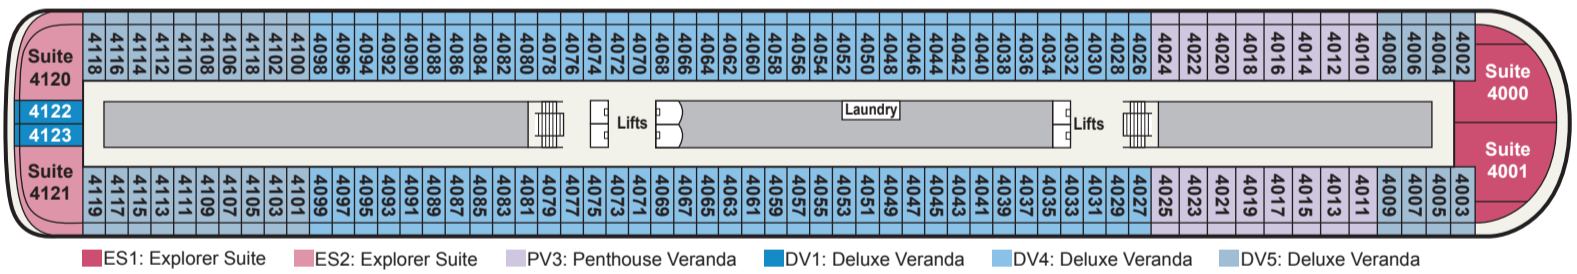 4118 4116 4114 4112 4110 4108 4106 4118 4102 4100 4098 4096 4094 4092 4090 4088 4086 4084 4082 4080 4078 4076 4074 4072 4070 4068 4066 4064 4062 4060 4058 4056 4054 4052 4050 4048 4046 4044 4042 4040 4038 4036 4034 4032 4030 4028 4026 4024 4022 4020 4018 4016 4014 4012 4010 4008 4006 4004 4002
Suite
4120
4122
4123
Suite
4121
Lifts
Laundry
Lifts
Suite
4000
Suite
4001
4119 4117 4115 4113 4111 4109 4107 4105 4103 4101 4099 4097 4095 4093 4091 4089 4087 4085 4083 4081 4079 4077 4075 4073 4071 4069 4067 4065 4063 4061 4059 4057 4055 4053 4051 4049 4047 4045 4043 4041 4039 4037 4035 4033 4031 4029 4027 4025 4021 4019 4017 4015 4013 4011 4009 4007 4005 4003
ES1: Explorer Suite ES2: Explorer Suite PV3: Penthouse Veranda DV1: Deluxe Veranda DV4: Deluxe Veranda DV5: Deluxe Veranda